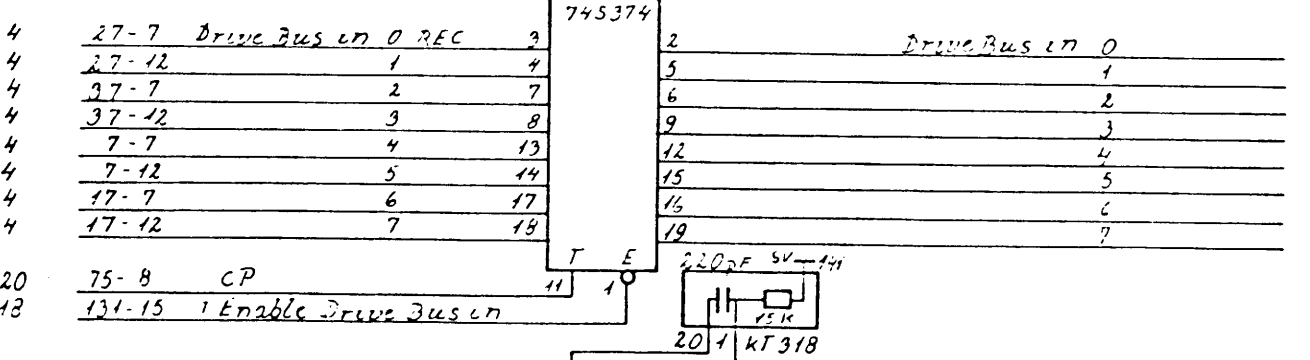 74S374
4 27-7 Drive Bus in 0 REC 3 2 Drive Bus in 0
4 27-12 1 4 5 1
4 37-7 2 7 6 2
4 37-12 3 8 9 3
4 7-7 4 13 12 4
4 7-12 5 14 15 5
4 17-7 6 17 16 6
4 17-12 7 18 19 7
T E
220pF 5V
20 75-8 CP 11 1
18 131-15 Enable Drive Bus in
15K
20 1 KT318